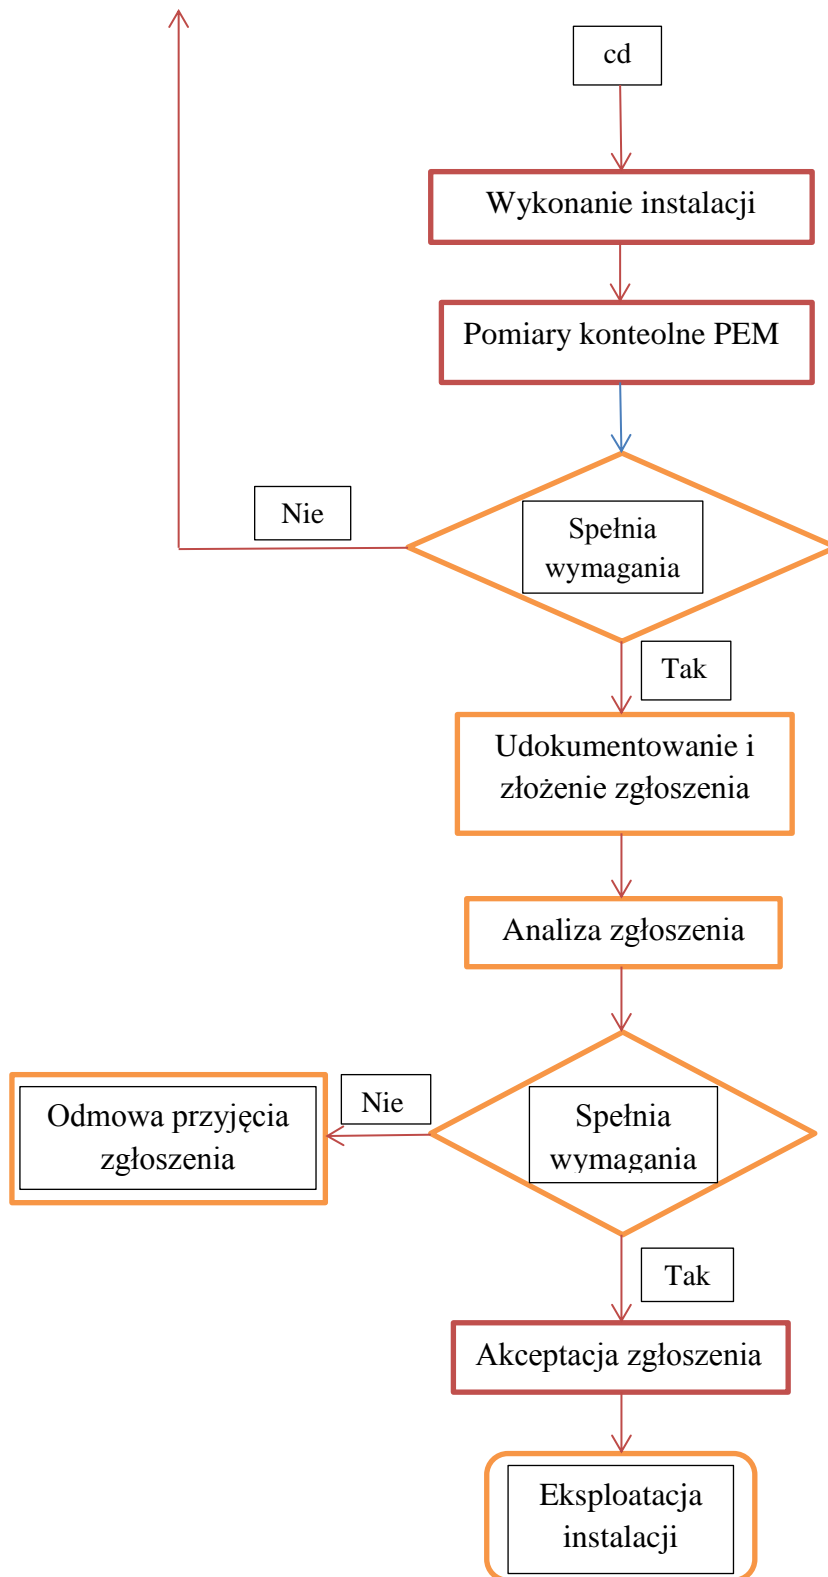 cd
Wykonanie instalacji
Pomiary konteolne PEM
Nie
Spełnia
wymagania
Tak
Udokumentowanie i
złożenie zgłoszenia
Analiza zgłoszenia
Odmowa przyjęcia
zgłoszenia
Nie
Spełnia
wymagania
Tak
Akceptacja zgłoszenia
Eksploatacja
instalacji